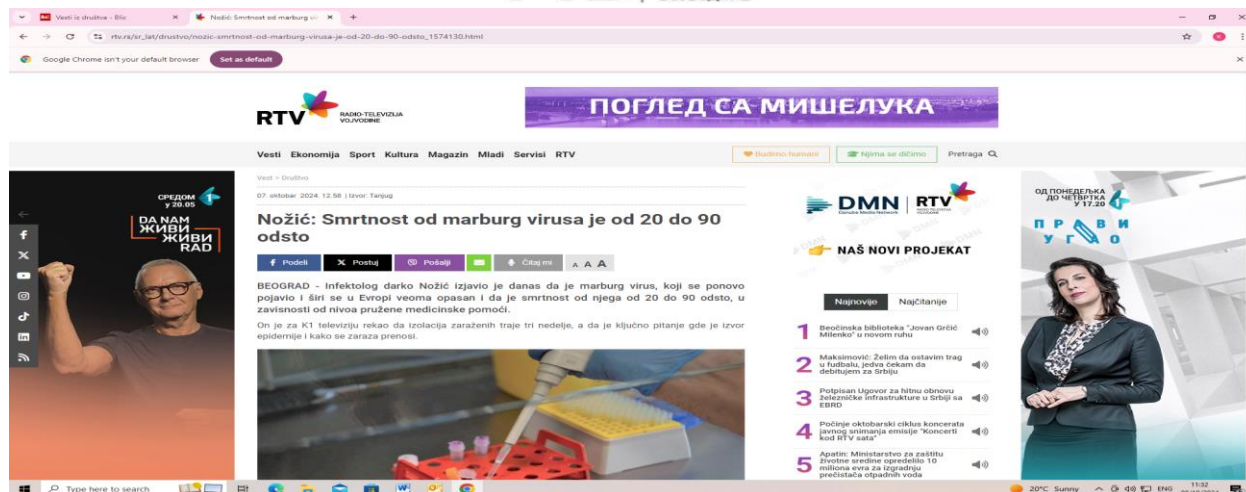 Vesti iz društva - Blic
Nožić: Smrtnost od marburg vir
rtv.rs/sr_lat/drustvo/nozic-smrtnost-od-marburg-virusa-je-od-20-do-90-odsto_1574130.html
Google Chrome isn't your default browser
Set as default
RTV
RADIO-TELEVIZIJA
VOJVODINE
ПОГЛЕД СА МИШЕЛУКА
Vesti Ekonomija Sport Kultura Magazin Mladi Servisi RTV
Budimo humani
Njima se dičimo
Pretraga
Vesti > Društvo
07. oktobar 2024. 12.58 | Izvor: Tanjug
Nožić: Smrtnost od marburg virusa je od 20 do 90
odsto
Podeli
Postuj
Pošalji
Čitaj mi
A A A
BEOGRAD - Infektolog darko Nožić izjavio je danas da je marburg virus, koji se ponovo
pojavio i širi se u Evropi veoma opasan i da je smrtnost od njega od 20 do 90 odsto, u
zavisnosti od nivoa pružene medicinske pomoći.
On je za K1 televiziju rekao da izolacija zaraženih traje tri nedelje, a da je ključno pitanje gde je izvor
epidemije i kako se zaraza prenosi.
СРЕДОМ
у 20.05
1
DA NAM
ЖИВИ
ЖИВИ
RAD
DMN
Danube Media Network
RTV
NAŠ NOVI PROJEKAT
Najnovije
Najčitanije
1
Beočinska biblioteka "Jovan Grčić
Milenko" u novom ruhu
2
Maksimović: Želim da ostavim trag
u fudbalu, jedva čekam da
debitujem za Srbiju
3
Potpisan Ugovor za hitnu obnovu
železničke infrastrukture u Srbiji sa
EBRD
4
Počinje oktobarski ciklus koncerata
javnog snimanja emisije "Koncerti
kod RTV sata"
5
Apatin: Ministarstvo za zaštitu
životne sredine opredelilo 10
miliona evra za izgradnju
prečistača otpadnih voda
ОД ПОНЕДЕЉКА
ДО ЧЕТВРТКА
У 17.20
1
ПРАВИ
УГАО
Type here to search
20°C Sunny
ENG
11:32